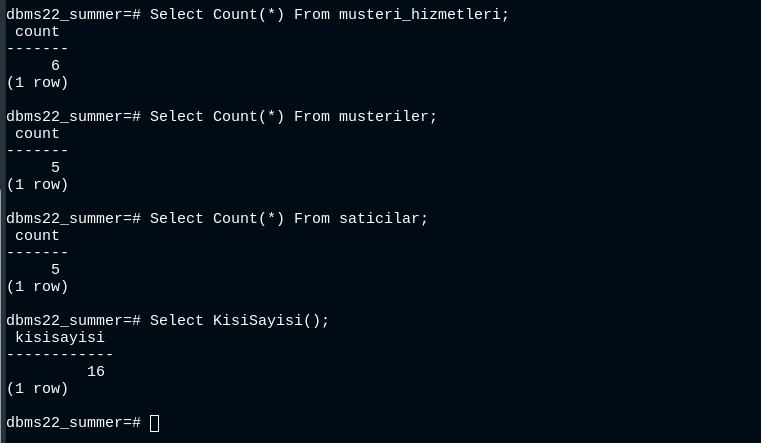 dbms22_summer=# Select Count(*) From musteri_hizmetleri;
 count
-------
     6
(1 row)

dbms22_summer=# Select Count(*) From musteriler;
 count
-------
     5
(1 row)

dbms22_summer=# Select Count(*) From saticilar;
 count
-------
     5
(1 row)

dbms22_summer=# Select KisiSayisi();
 kisisayisi
------------
         16
(1 row)

dbms22_summer=#